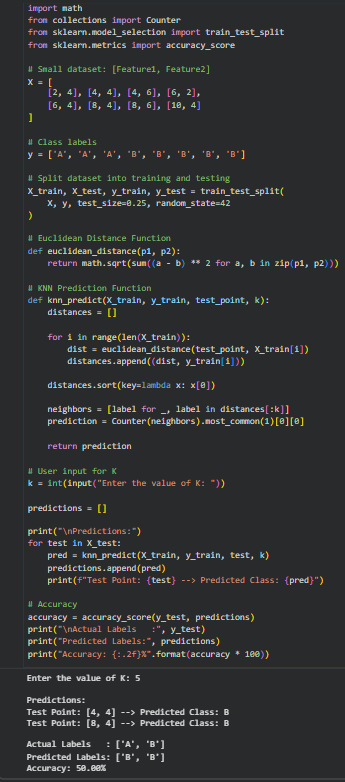 import math
from collections import Counter
from sklearn.model_selection import train_test_split
from sklearn.metrics import accuracy_score

# Small dataset: [Feature1, Feature2]
X = [
    [2, 4], [4, 4], [4, 6], [6, 2],
    [6, 4], [8, 4], [8, 6], [10, 4]
]

# Class labels
y = ['A', 'A', 'A', 'B', 'B', 'B', 'B', 'B']

# Split dataset into training and testing
X_train, X_test, y_train, y_test = train_test_split(
    X, y, test_size=0.25, random_state=42
)

# Euclidean Distance Function
def euclidean_distance(p1, p2):
    return math.sqrt(sum((a - b) ** 2 for a, b in zip(p1, p2)))

# KNN Prediction Function
def knn_predict(X_train, y_train, test_point, k):
    distances = []

    for i in range(len(X_train)):
        dist = euclidean_distance(test_point, X_train[i])
        distances.append((dist, y_train[i]))

    distances.sort(key=lambda x: x[0])

    neighbors = [label for _, label in distances[:k]]
    prediction = Counter(neighbors).most_common(1)[0][0]

    return prediction

# User input for K
k = int(input("Enter the value of K: "))

predictions = []

print("\nPredictions:")
for test in X_test:
    pred = knn_predict(X_train, y_train, test, k)
    predictions.append(pred)
    print(f"Test Point: {test} --> Predicted Class: {pred}")

# Accuracy
accuracy = accuracy_score(y_test, predictions)
print("\nActual Labels   :", y_test)
print("Predicted Labels:", predictions)
print("Accuracy: {:.2f}%".format(accuracy * 100))

Enter the value of K: 5

Predictions:
Test Point: [4, 4] --> Predicted Class: B
Test Point: [8, 4] --> Predicted Class: B

Actual Labels   : ['A', 'B']
Predicted Labels: ['B', 'B']
Accuracy: 50.00%